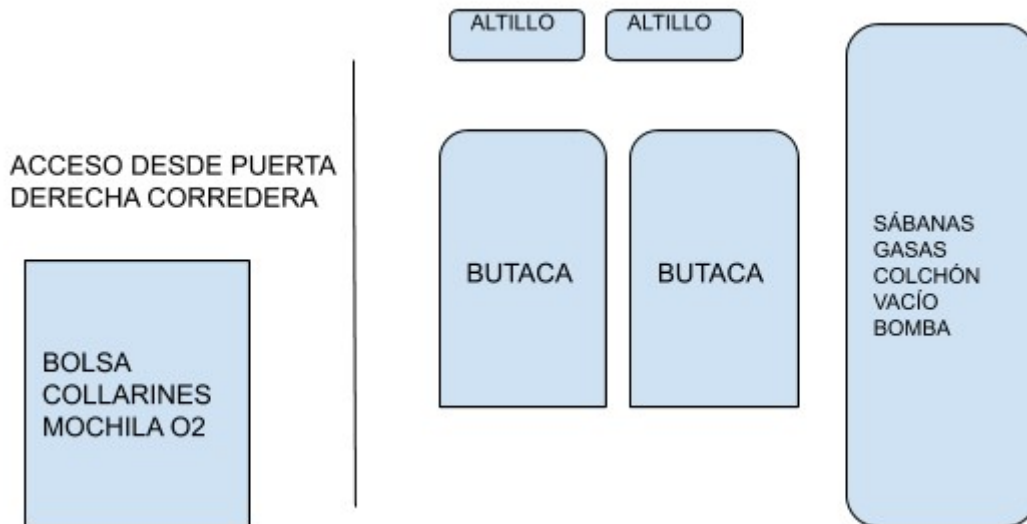 ALTILLO
ALTILLO
ACCESO DESDE PUERTA
DERECHA CORREDERA
BOLSA
COLLARINES
MOCHILA O2
BUTACA
BUTACA
SÁBANAS
GASAS
COLCHÓN
VACÍO
BOMBA